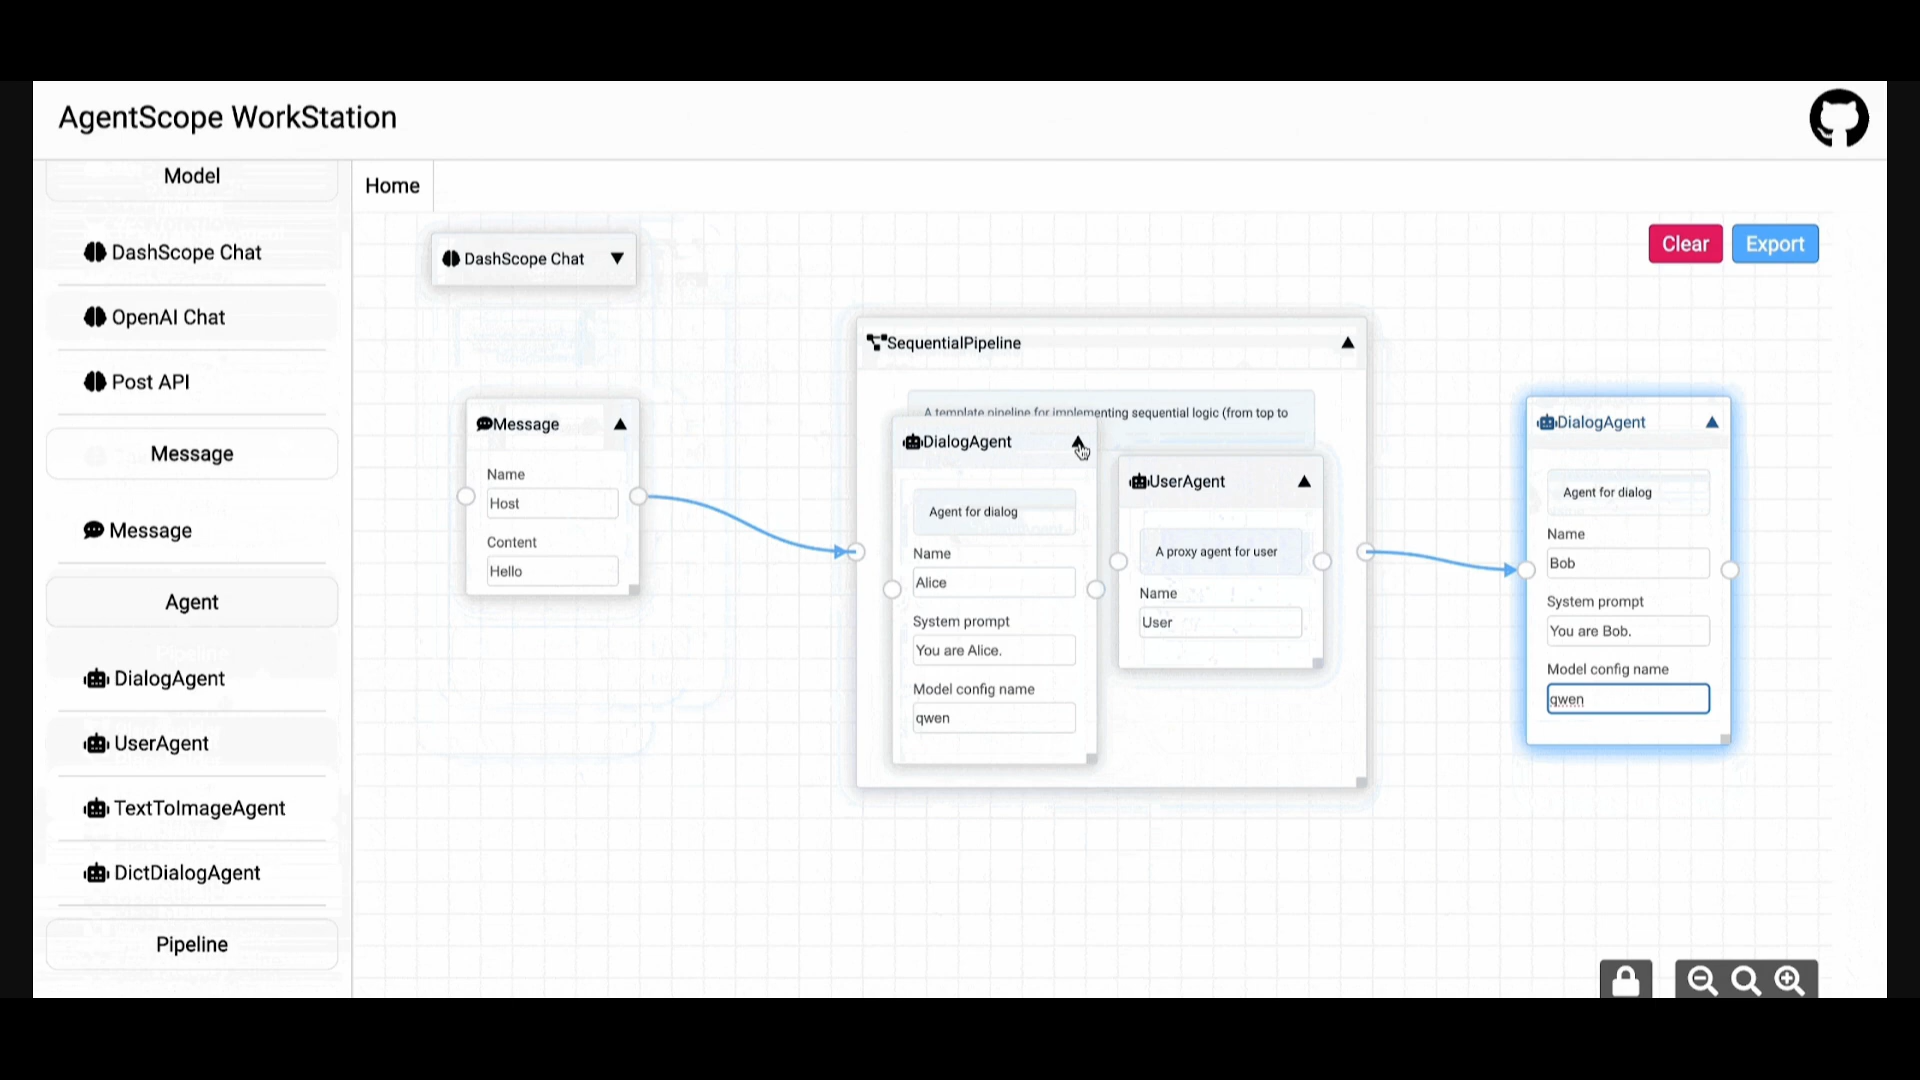 AgentScope WorkStation
Model
DashScope Chat
OpenAI Chat
Post API
Message
Message
Agent
DialogAgent
UserAgent
TextToImageAgent
DictDialogAgent
Pipeline
Home
Clear
Export
DashScope Chat
Message
Name
Host
Content
Hello
SequentialPipeline
A template pipeline for implementing sequential logic (from top to
DialogAgent
Agent for dialog
Name
Alice
System prompt
You are Alice.
Model config name
qwen
UserAgent
A proxy agent for user
Name
User
DialogAgent
Agent for dialog
Name
Bob
System prompt
You are Bob.
Model config name
qwen